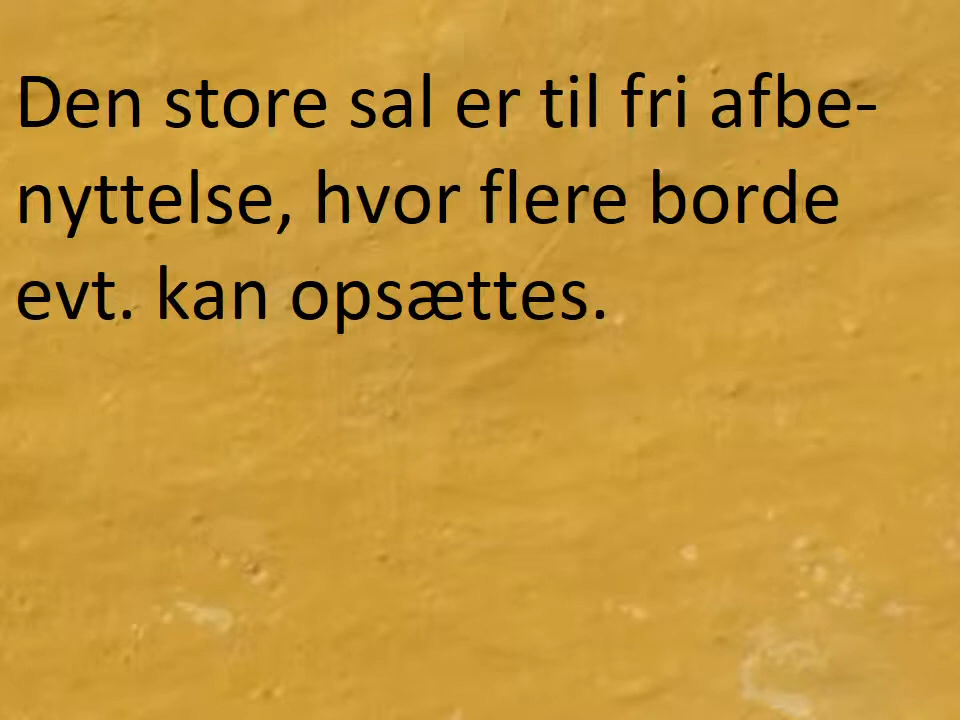 Den store sal er til fri afbe-
nyttelse, hvor flere borde
evt. kan opsættes.